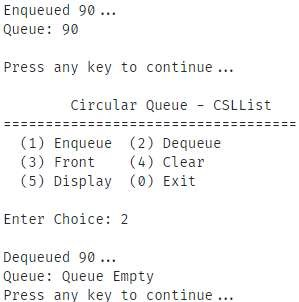 Enqueued 90...
Queue: 90
Press any key to continue...
Circular Queue - CSLList
===================================
(1) Enqueue (2) Dequeue
(3) Front (4) Clear
(5) Display (0) Exit
Enter Choice: 2
Dequeued 90...
Queue: Queue Empty
Press any key to continue...